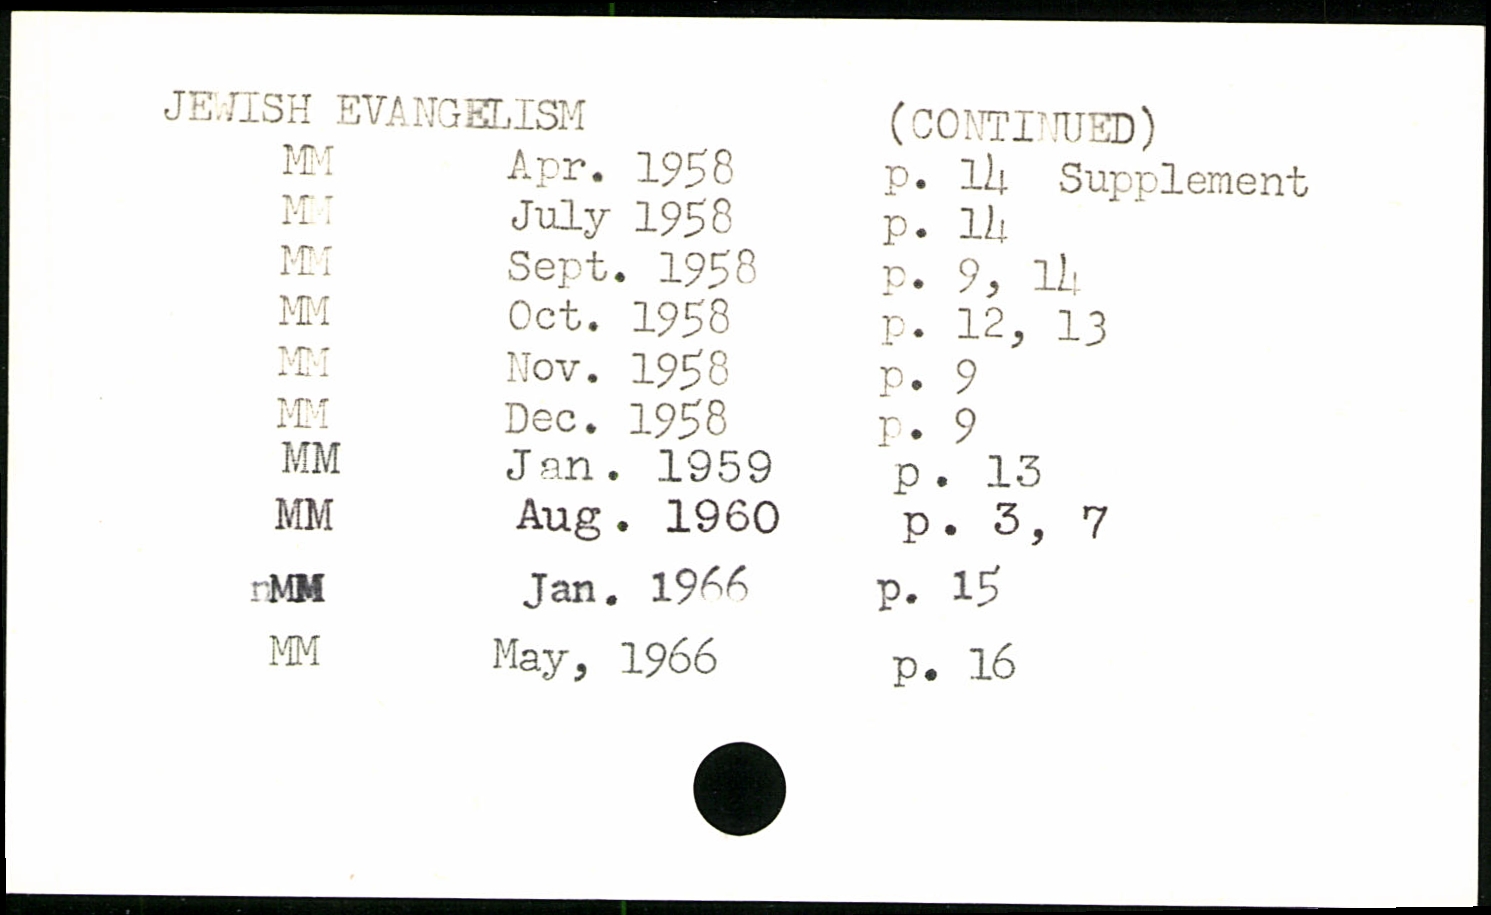 JEWISH EVANGELISM (CONTINUED)
MM Apr. 1958 p. 14 Supplement
MM July 1958 p. 14
MM Sept. 1958 p. 9, 14
MM Oct. 1958 p. 12, 13
MM Nov. 1958 p. 9
MM Dec. 1958 p. 9
MM Jan. 1959 p. 13
MM Aug. 1960 p. 3, 7
nMM Jan. 1966 p. 15
MM May, 1966 p. 16